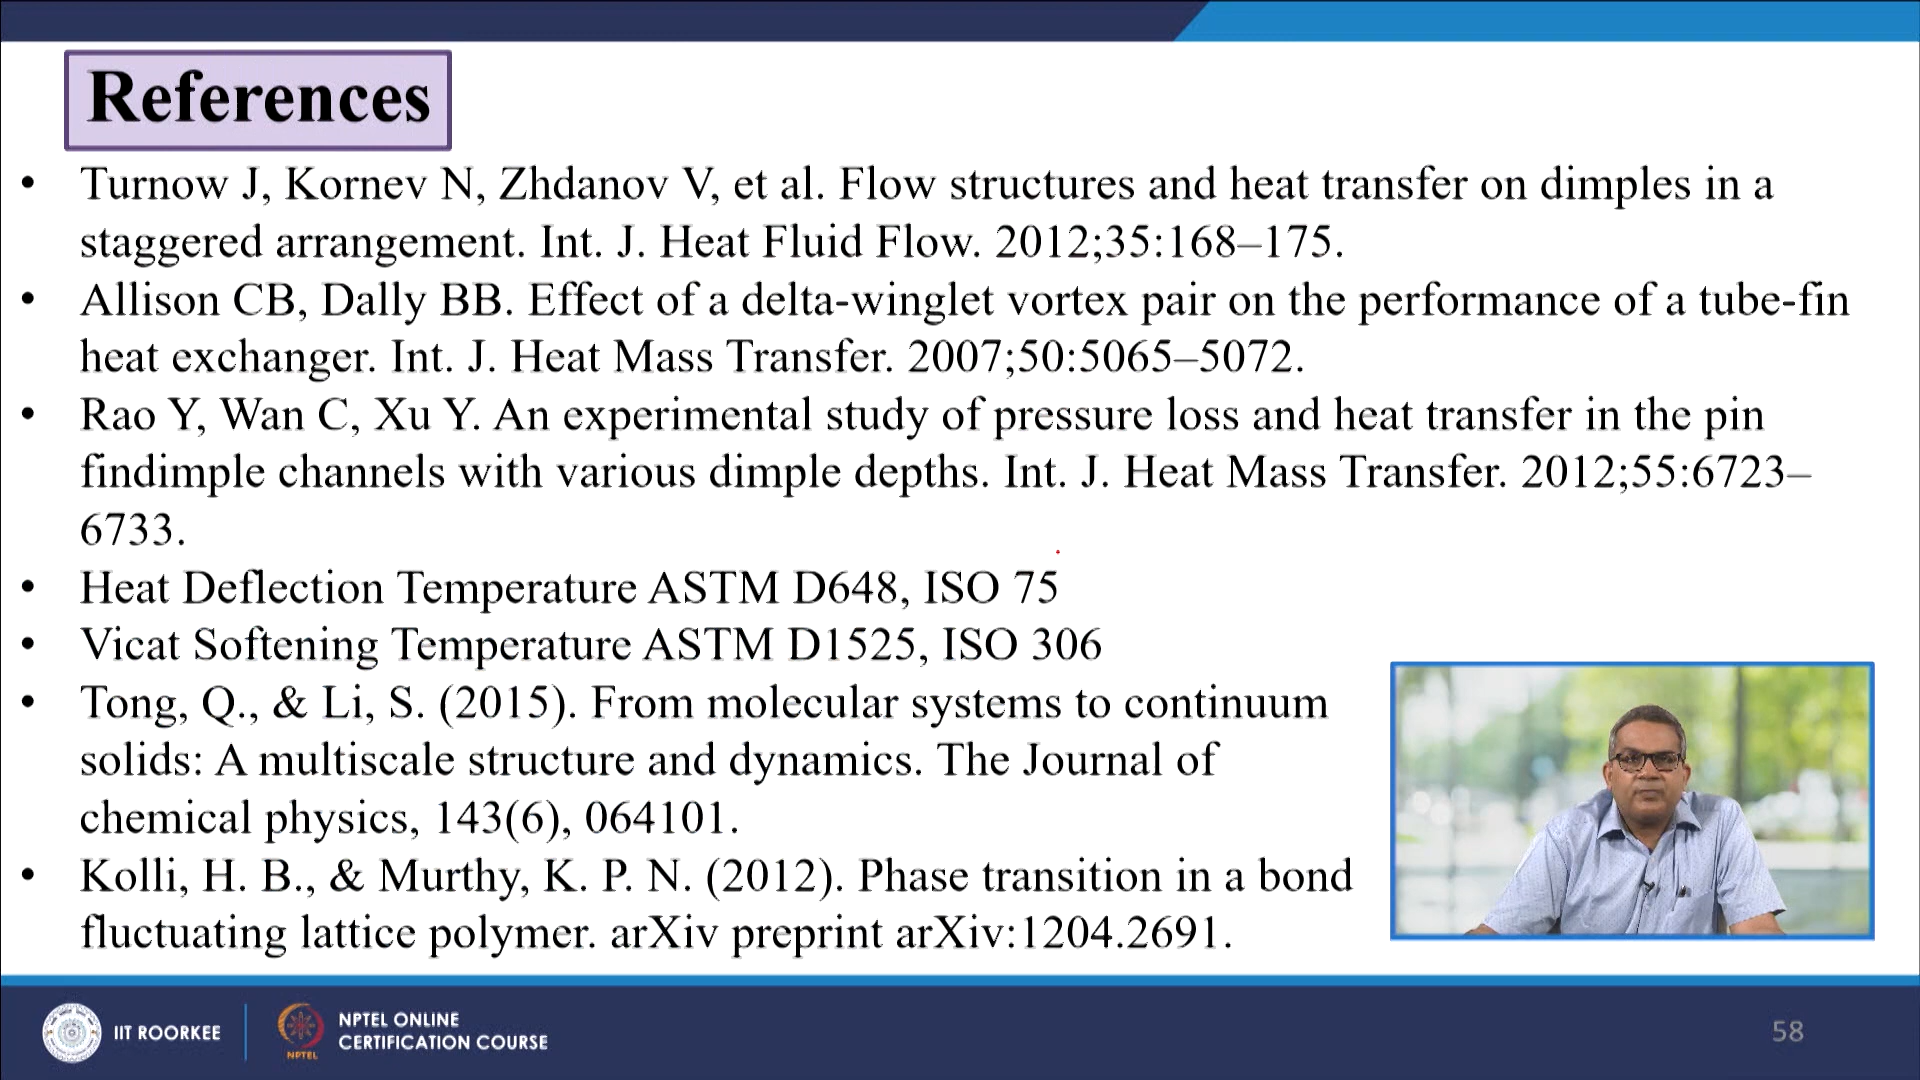 References
• Turnow J, Kornev N, Zhdanov V, et al. Flow structures and heat transfer on dimples in a
staggered arrangement. Int. J. Heat Fluid Flow. 2012;35:168–175.
• Allison CB, Dally BB. Effect of a delta-winglet vortex pair on the performance of a tube-fin
heat exchanger. Int. J. Heat Mass Transfer. 2007;50:5065–5072.
• Rao Y, Wan C, Xu Y. An experimental study of pressure loss and heat transfer in the pin
findimple channels with various dimple depths. Int. J. Heat Mass Transfer. 2012;55:6723–
6733.
• Heat Deflection Temperature ASTM D648, ISO 75
• Vicat Softening Temperature ASTM D1525, ISO 306
• Tong, Q., & Li, S. (2015). From molecular systems to continuum
solids: A multiscale structure and dynamics. The Journal of
chemical physics, 143(6), 064101.
• Kolli, H. B., & Murthy, K. P. N. (2012). Phase transition in a bond
fluctuating lattice polymer. arXiv preprint arXiv:1204.2691.
IIT ROORKEE
NPTEL
NPTEL ONLINE
CERTIFICATION COURSE
58